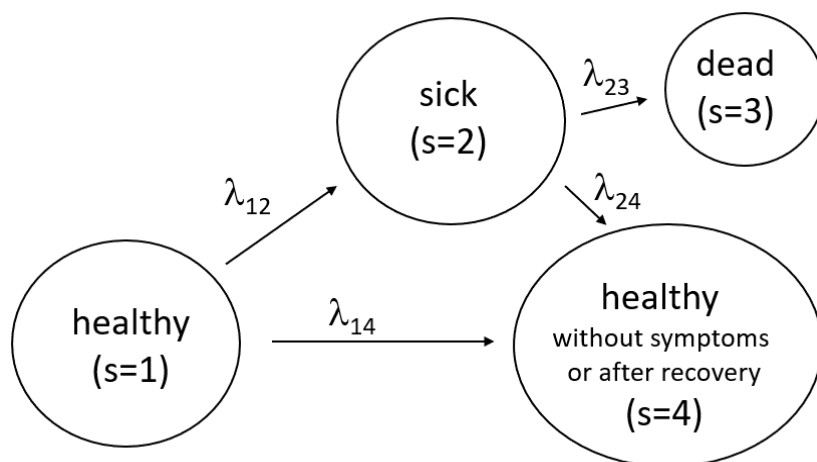 sick
(s=2)
λ23
dead
(s=3)
λ12
λ24
healthy
(s=1)
λ14
healthy
without symptoms
or after recovery
(s=4)